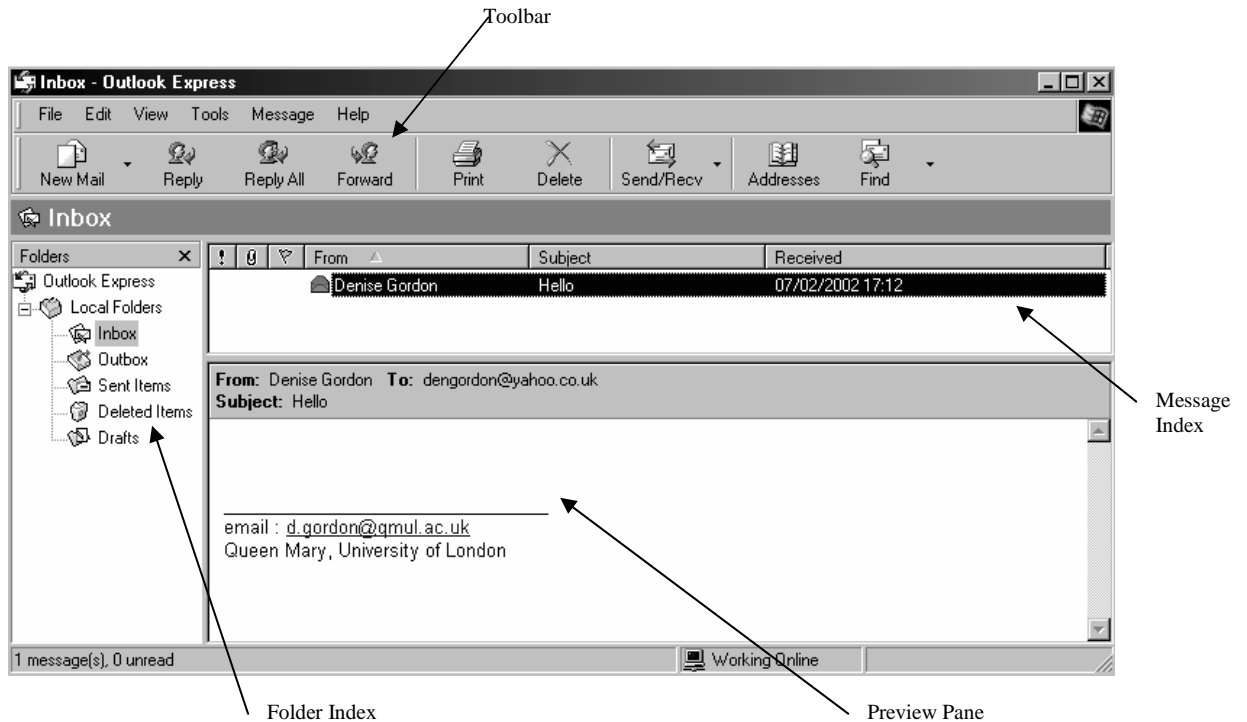 Toolbar
Inbox - Outlook Express
File Edit View Tools Message Help
New Mail Reply Reply All Forward Print Delete Send/Recv Addresses Find
Inbox
Folders
! From Subject Received
Outlook Express
Denise Gordon Hello 07/02/2002 17:12
Local Folders
Inbox
Outbox
Sent Items
Deleted Items
Drafts
From: Denise Gordon To: dengordon@yahoo.co.uk
Subject: Hello
Message
Index
email : d.gordon@qmul.ac.uk
Queen Mary, University of London
1 message(s), 0 unread Working Online
Folder Index Preview Pane